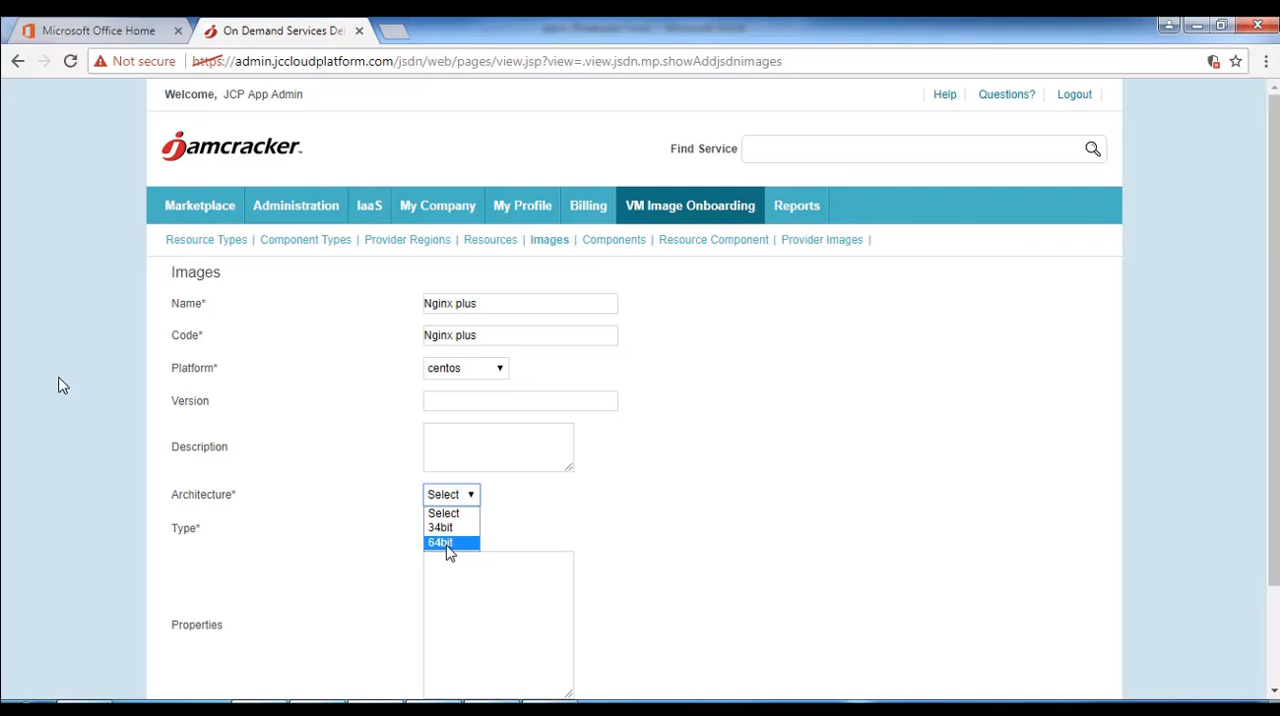 Microsoft Office Home
On Demand Services De
Not secure
https://admin.jccloudplatform.com/jsdn/web/pages/view.jsp?view=.view.jsdn.mp.showAddjsdnimages
Welcome, JCP App Admin
Help | Questions? | Logout |
jamcracker
Find Service
Marketplace Administration IaaS My Company My Profile Billing VM Image Onboarding Reports
Resource Types | Component Types | Provider Regions | Resources | Images | Components | Resource Component | Provider Images |
Images
Name* Nginx plus
Code* Nginx plus
Platform* centos
Version
Description
Architecture* Select
Select
34bit
Type*
64bit
Properties